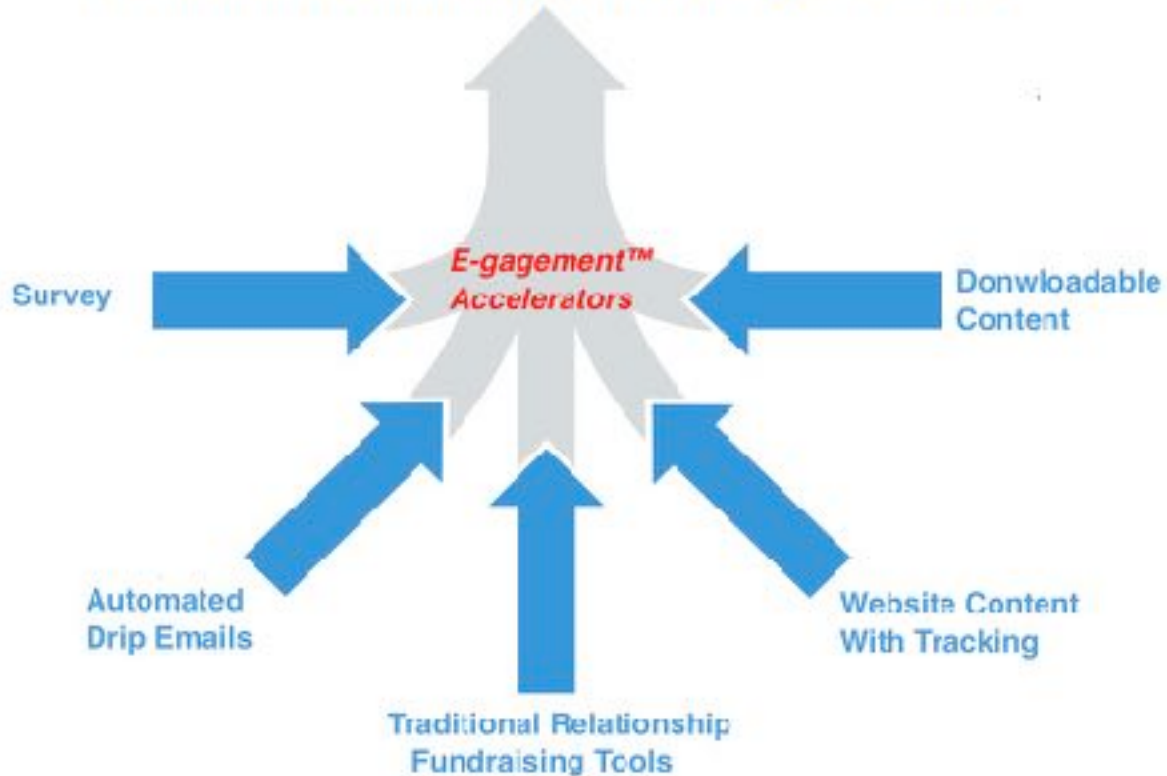 E-gagement™
Accelerators
Survey
Donwloadable
Content
Automated
Drip Emails
Website Content
With Tracking
Traditional Relationship
Fundraising Tools